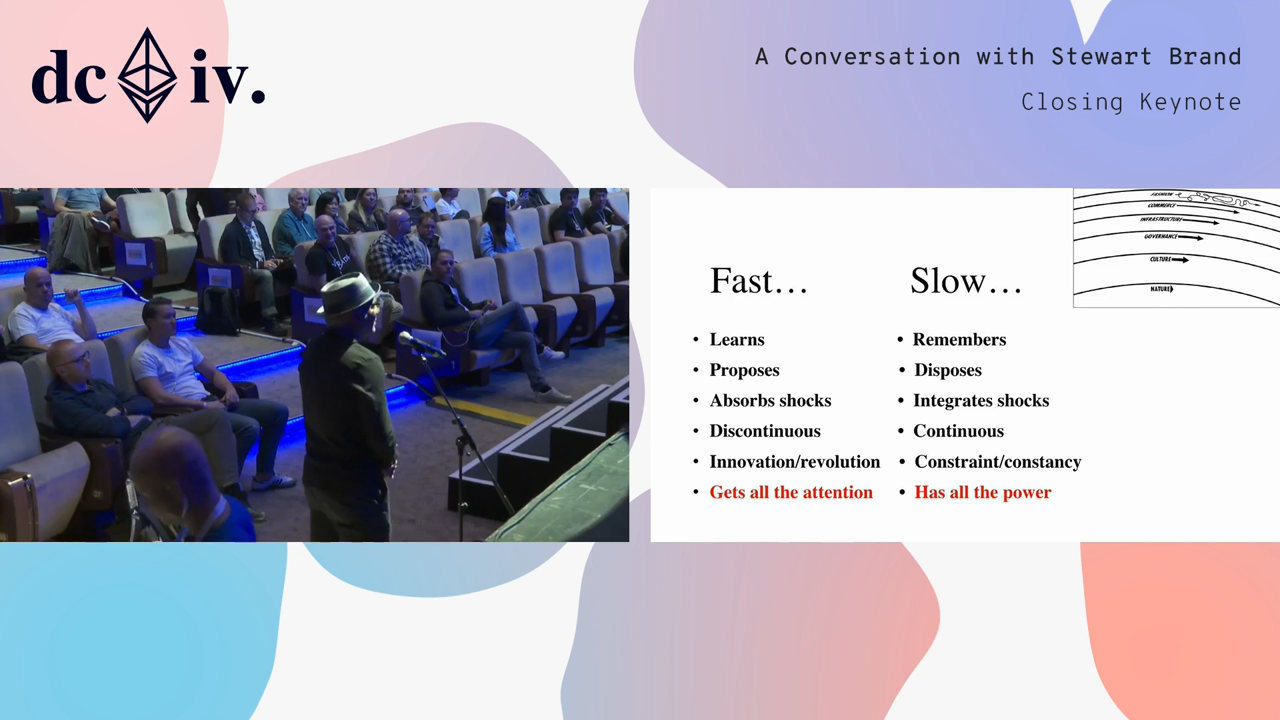 dc iv.
A Conversation with Stewart Brand
Closing Keynote
FASHION
COMMERCE
INFRASTRUCTURE
GOVERNANCE
CULTURE
NATURE
Fast…
Slow…
• Learns
• Proposes
• Absorbs shocks
• Discontinuous
• Innovation/revolution
• Gets all the attention
• Remembers
• Disposes
• Integrates shocks
• Continuous
• Constraint/constancy
• Has all the power